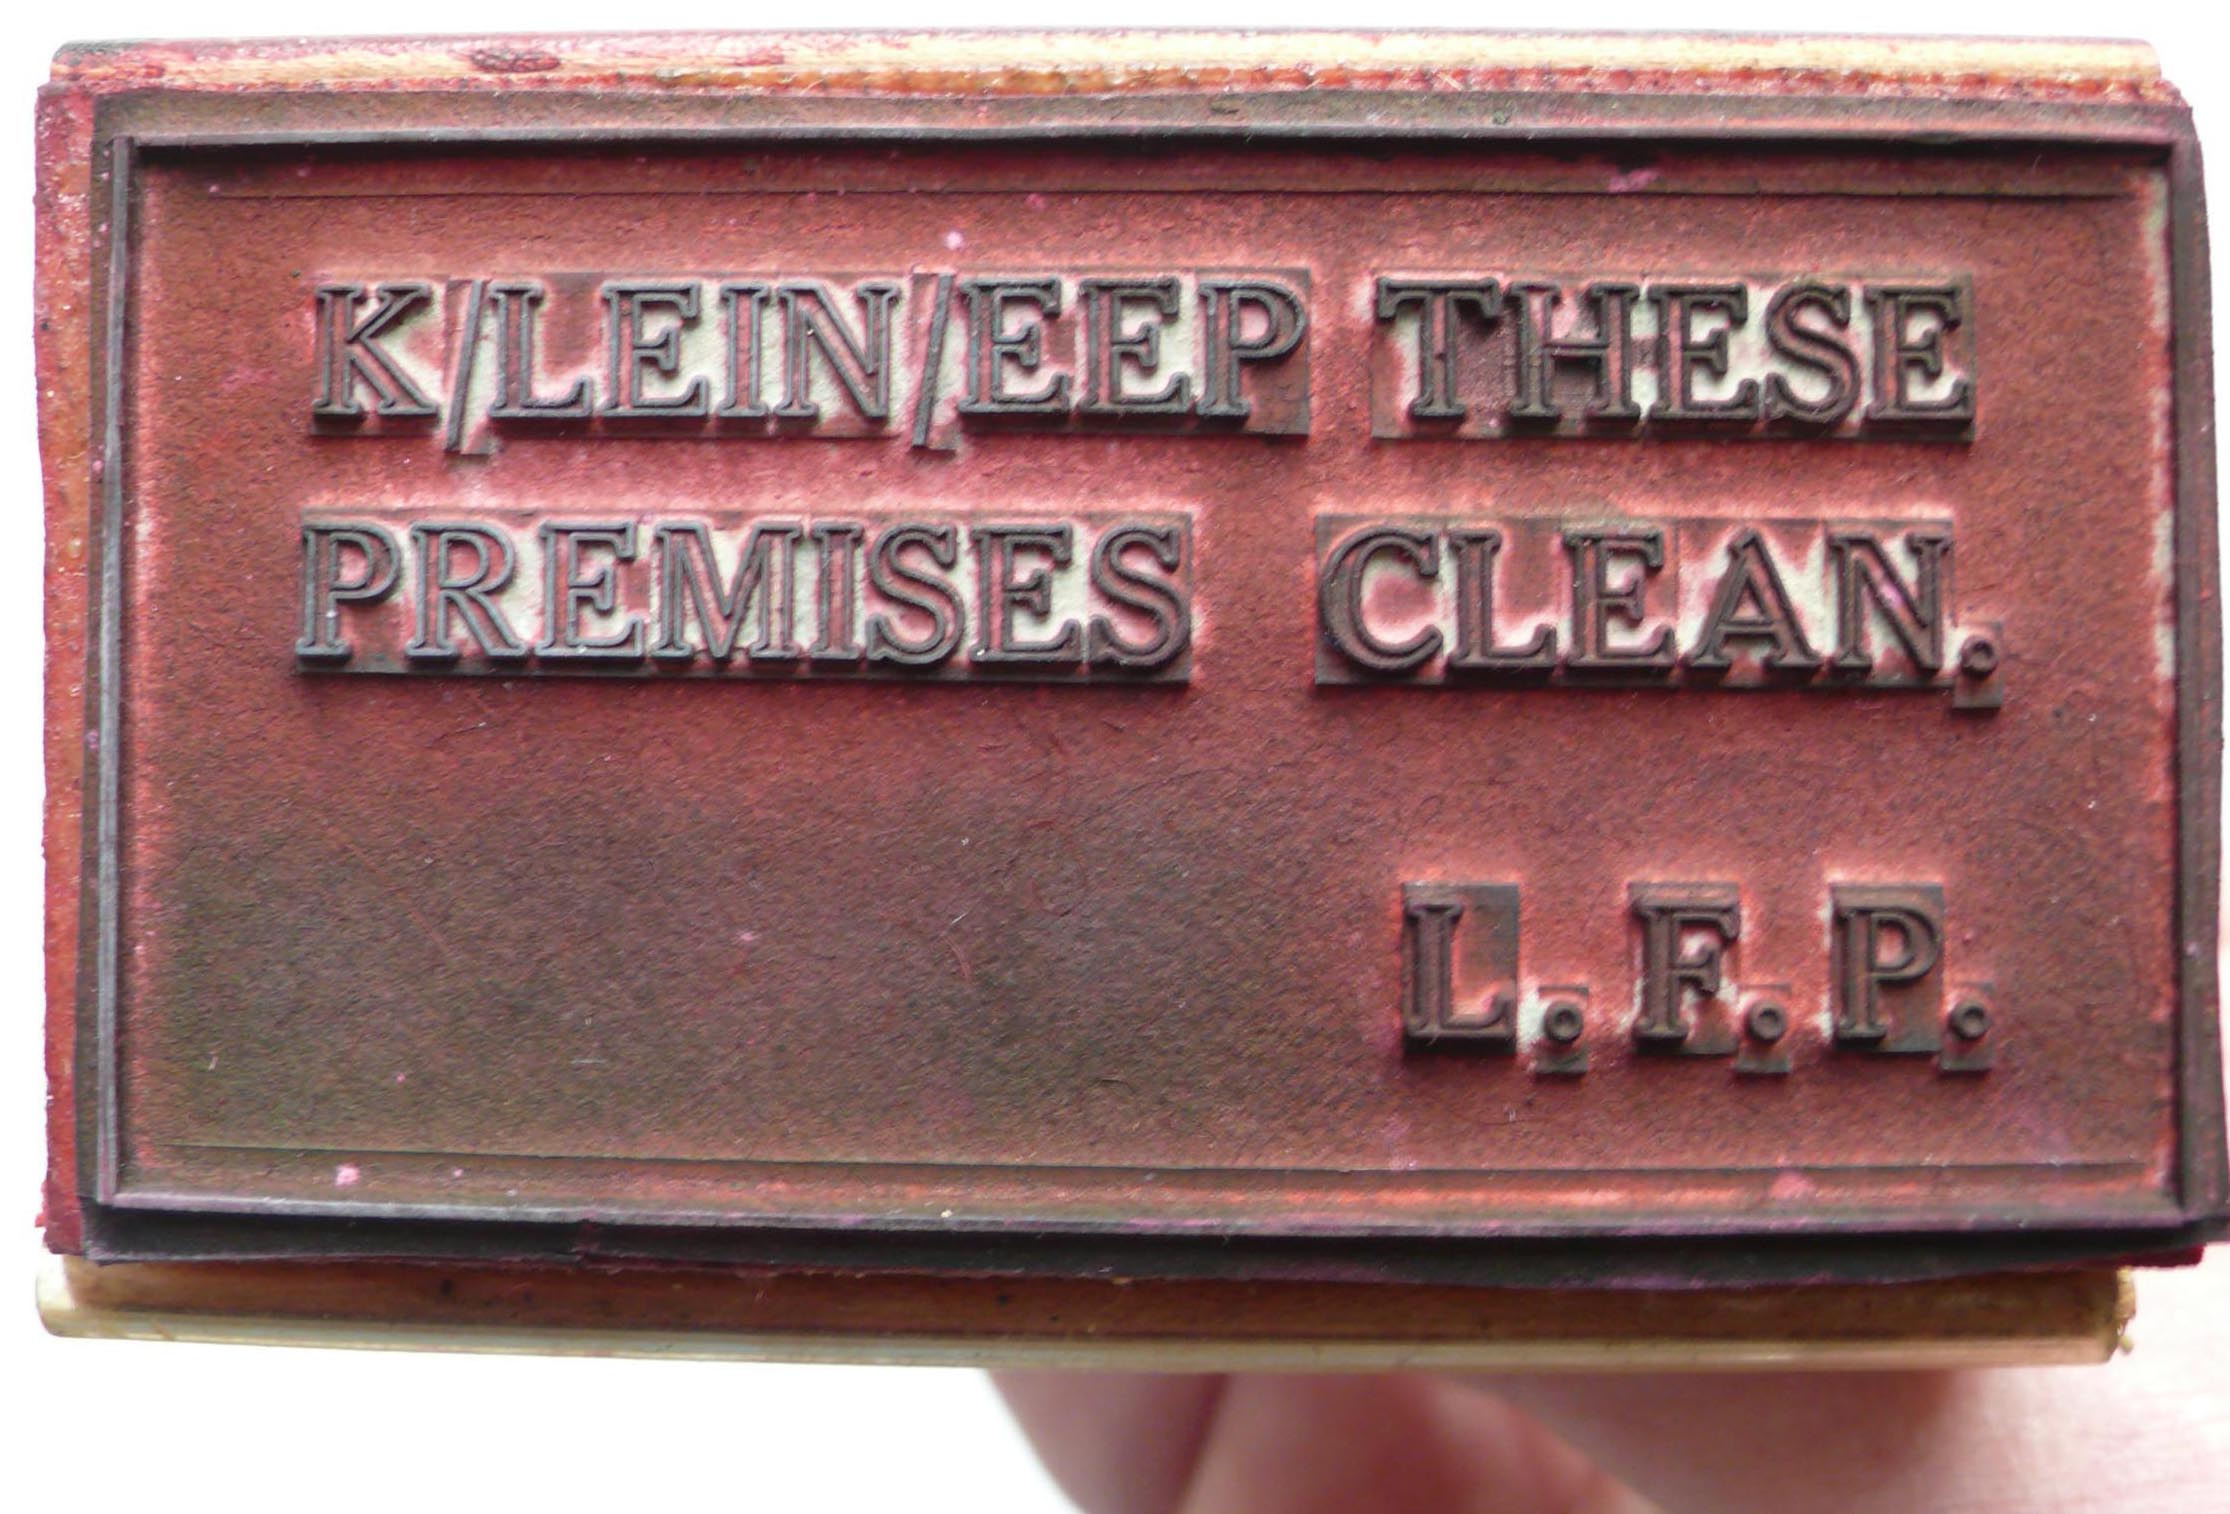 K/LEIN/EEP THESE
PREMISES CLEAN.
L.F.P.